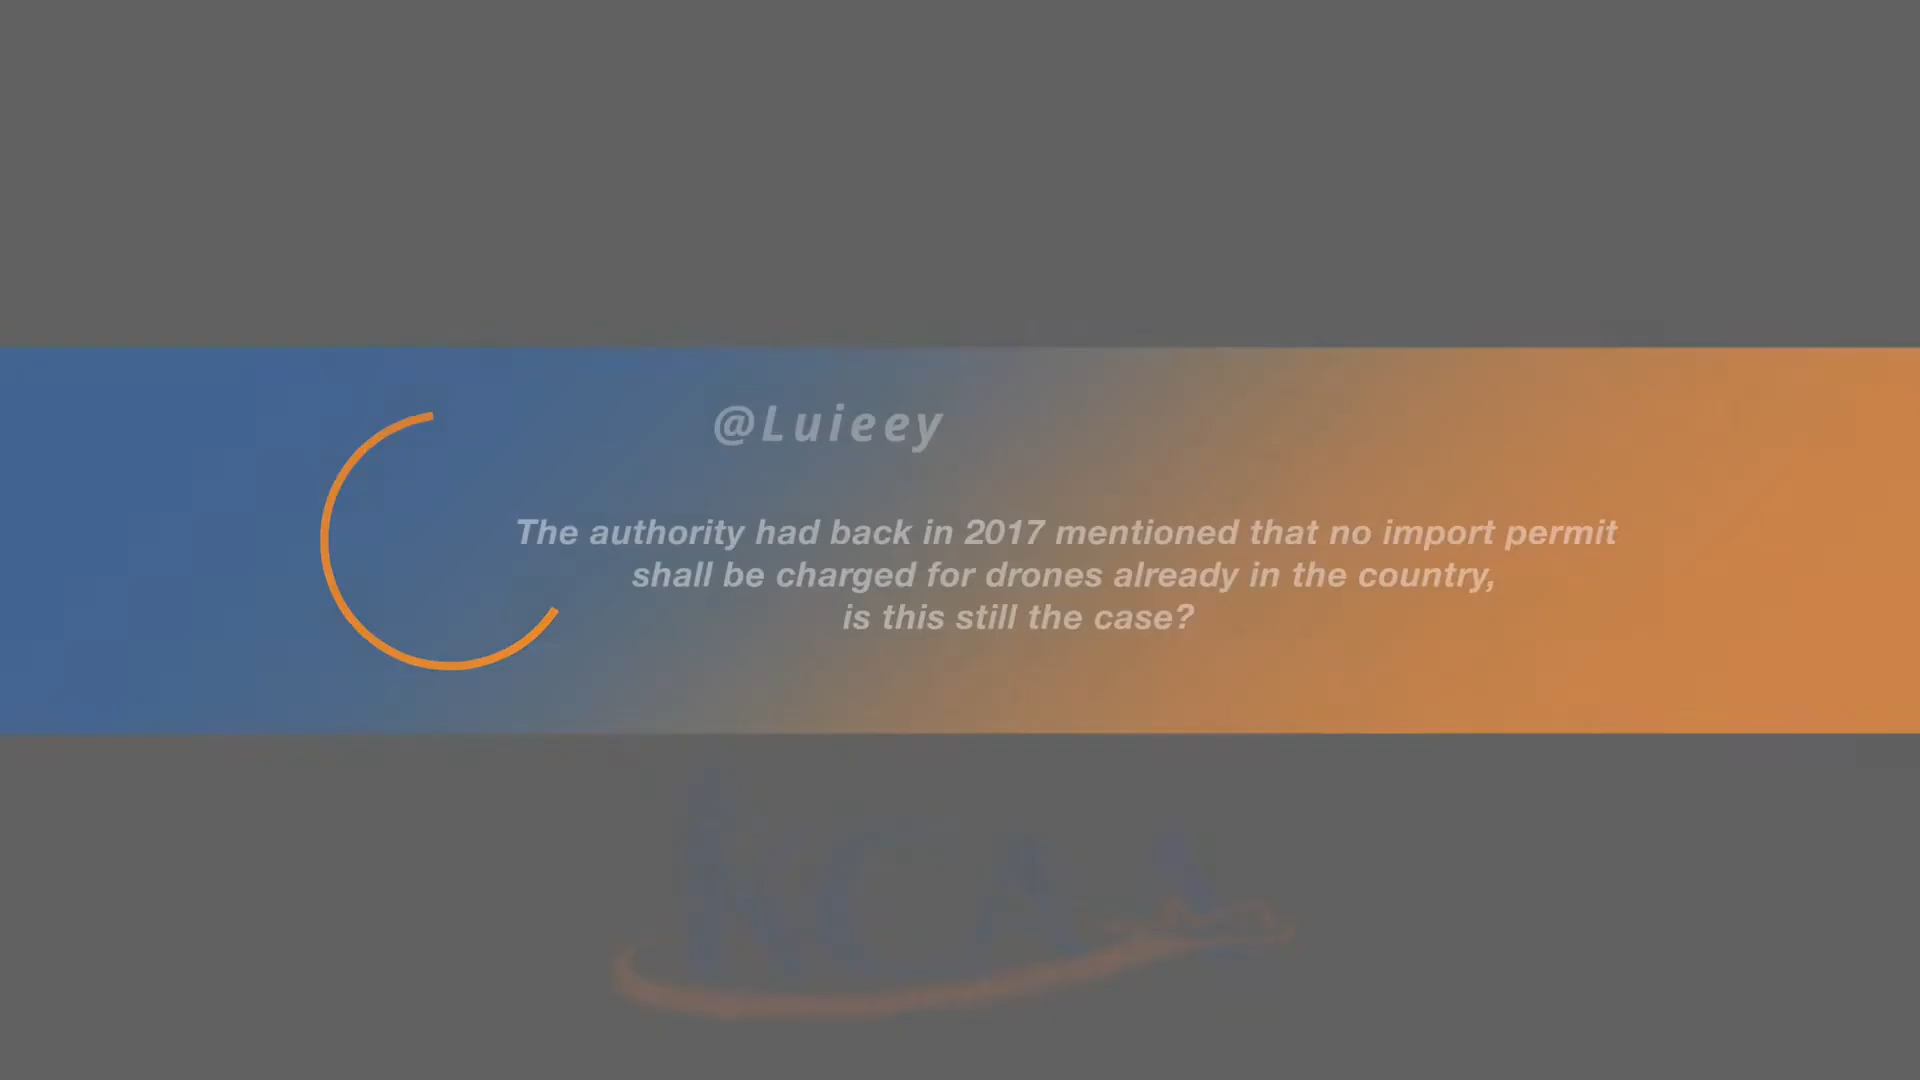 @Luieey
The authority had back in 2017 mentioned that no import permit
shall be charged for drones already in the country,
is this still the case?
KCAA